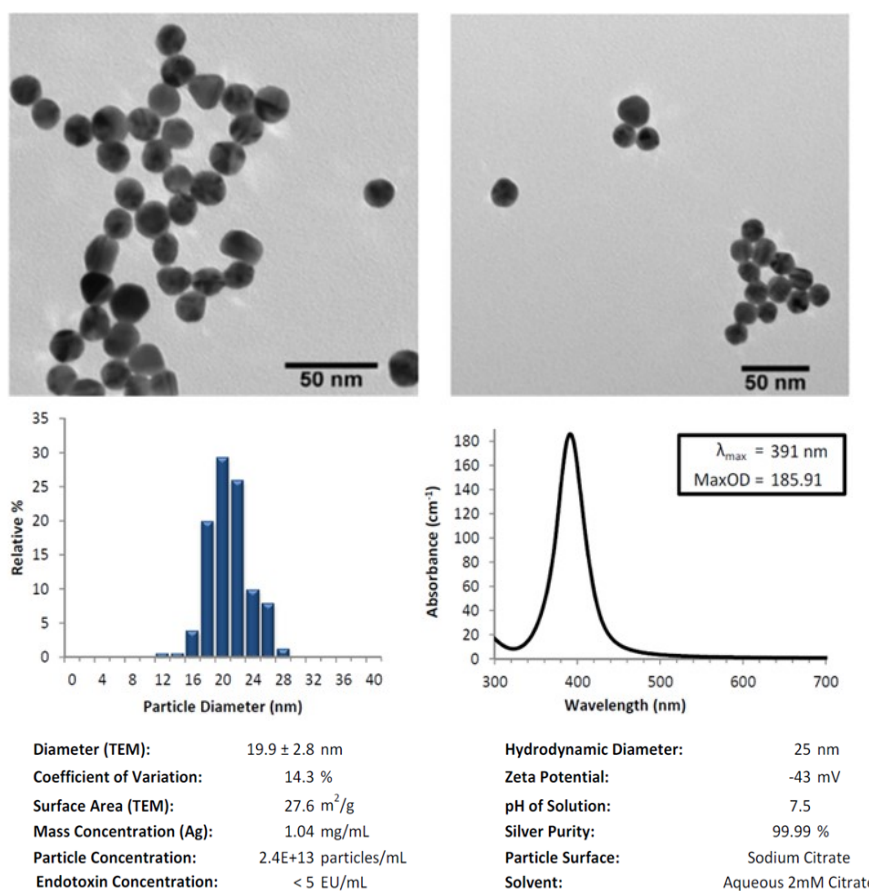 50 nm
50 nm
35
30
25
20
15
10
5
0
Relative %
0 4 8 12 16 20 24 28 32 36 40
Particle Diameter (nm)
180
160
140
120
100
80
60
40
20
0
Absorbance (cm⁻¹)
λmax = 391 nm
MaxOD = 185.91
300 400 500 600 700
Wavelength (nm)
Diameter (TEM): 19.9 ± 2.8 nm
Coefficient of Variation: 14.3 %
Surface Area (TEM): 27.6 m²/g
Mass Concentration (Ag): 1.04 mg/mL
Particle Concentration: 2.4E+13 particles/mL
Endotoxin Concentration: < 5 EU/mL
Hydrodynamic Diameter: 25 nm
Zeta Potential: -43 mV
pH of Solution: 7.5
Silver Purity: 99.99 %
Particle Surface: Sodium Citrate
Solvent: Aqueous 2mM Citrat